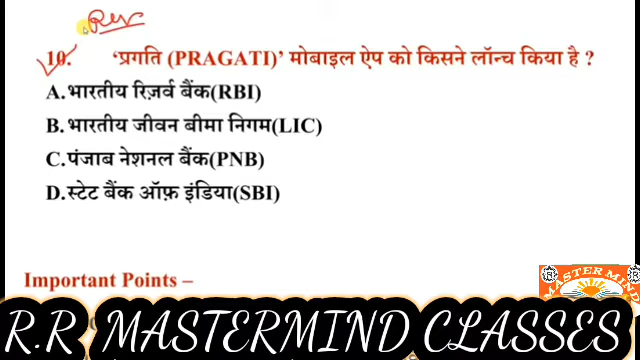 Rev
10. ‘प्रगति (PRAGATI)’ मोबाइल ऐप को किसने लॉन्च किया है ?
A.भारतीय रिज़र्व बैंक(RBI)
B.भारतीय जीवन बीमा निगम(LIC)
C.पंजाब नेशनल बैंक(PNB)
D.स्टेट बैंक ऑफ़ इंडिया(SBI)
Important Points –
MASTER MIND
R.R MASTERMIND CLASSES